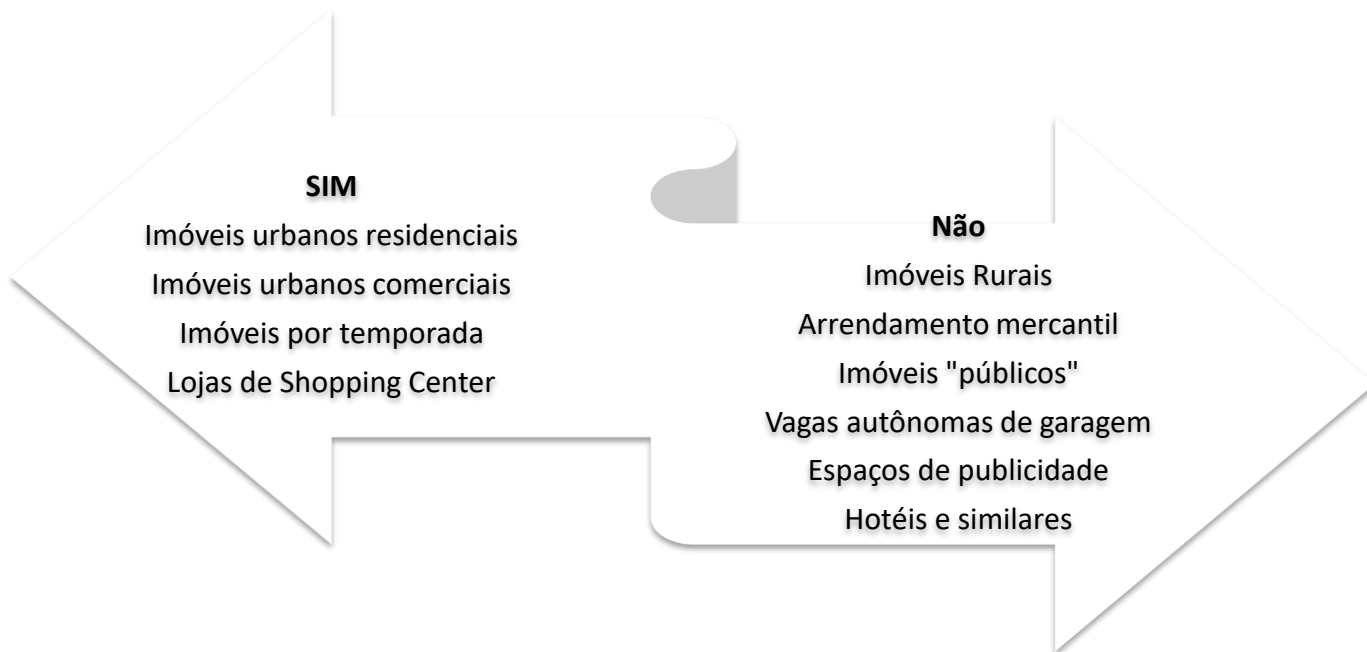 SIM
Imóveis urbanos residenciais
Imóveis urbanos comerciais
Imóveis por temporada
Lojas de Shopping Center
Não
Imóveis Rurais
Arrendamento mercantil
Imóveis "públicos"
Vagas autônomas de garagem
Espaços de publicidade
Hotéis e similares